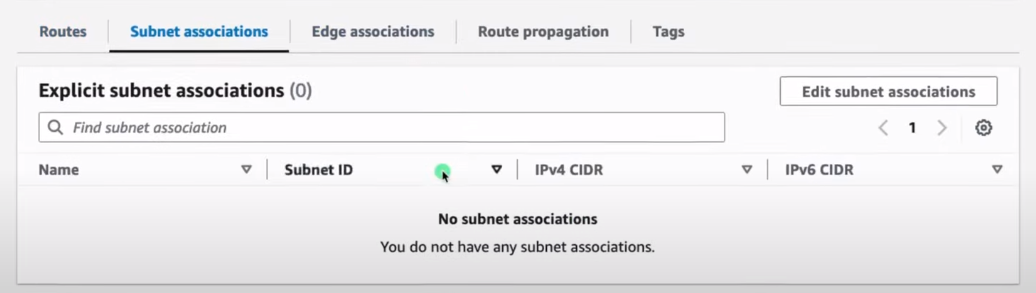 Routes Subnet associations Edge associations Route propagation Tags
Explicit subnet associations (0) Edit subnet associations
Find subnet association 1
Name Subnet ID IPv4 CIDR IPv6 CIDR
No subnet associations
You do not have any subnet associations.